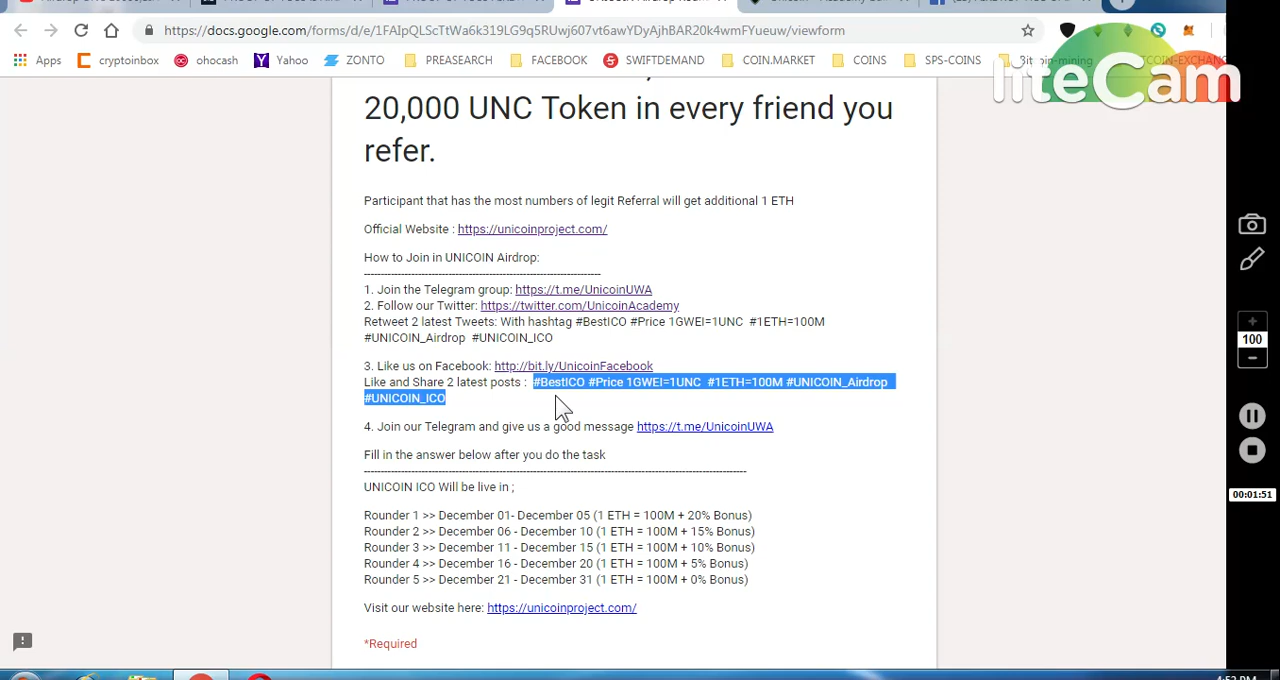 https://docs.google.com/forms/d/e/1FAIpQLScTtWa6k319LG9q5RUwj607vt6awYDyAjhBAR20k4wmFYueuw/viewform
Apps cryptoinbox ohocash Yahoo ZONTO PREASEARCH FACEBOOK SWIFTDEMAND COIN.MARKET COINS SPS-COINS Bitcoin-mining
liteCam
20,000 UNC Token in every friend you
refer.
Participant that has the most numbers of legit Referral will get additional 1 ETH
Official Website : https://unicoinproject.com/
How to Join in UNICOIN Airdrop:
1. Join the Telegram group: https://t.me/UnicoinUWA
2. Follow our Twitter: https://twitter.com/UnicoinAcademy
Retweet 2 latest Tweets: With hashtag #BestICO #Price 1GWEI=1UNC #1ETH=100M
#UNICOIN_Airdrop #UNICOIN_ICO
3. Like us on Facebook: http://bit.ly/UnicoinFacebook
Like and Share 2 latest posts : #BestICO #Price 1GWEI=1UNC #1ETH=100M #UNICOIN_Airdrop
#UNICOIN_ICO
4. Join our Telegram and give us a good message https://t.me/UnicoinUWA
Fill in the answer below after you do the task
UNICOIN ICO Will be live in ;
Rounder 1 >> December 01- December 05 (1 ETH = 100M + 20% Bonus)
Rounder 2 >> December 06 - December 10 (1 ETH = 100M + 15% Bonus)
Rounder 3 >> December 11 - December 15 (1 ETH = 100M + 10% Bonus)
Rounder 4 >> December 16 - December 20 (1 ETH = 100M + 5% Bonus)
Rounder 5 >> December 21 - December 31 (1 ETH = 100M + 0% Bonus)
Visit our website here: https://unicoinproject.com/
*Required
100
00:01:51
4:52 PM